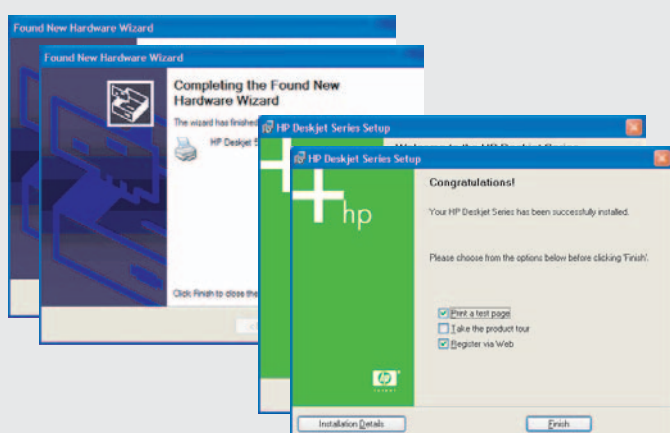 Found New Hardware Wizard
Found New Hardware Wizard
Completing the Found New
Hardware Wizard
The wizard has finished
HP Deskjet
Click Finish to close the
HP Deskjet Series Setup
HP Deskjet Series Setup
hp
Congratulations!
Your HP Deskjet Series has been successfully installed.
Please choose from the options below before clicking 'Finish'.
Print a test page
Take the product tour
Register via Web
hp
Installation Details
Finish